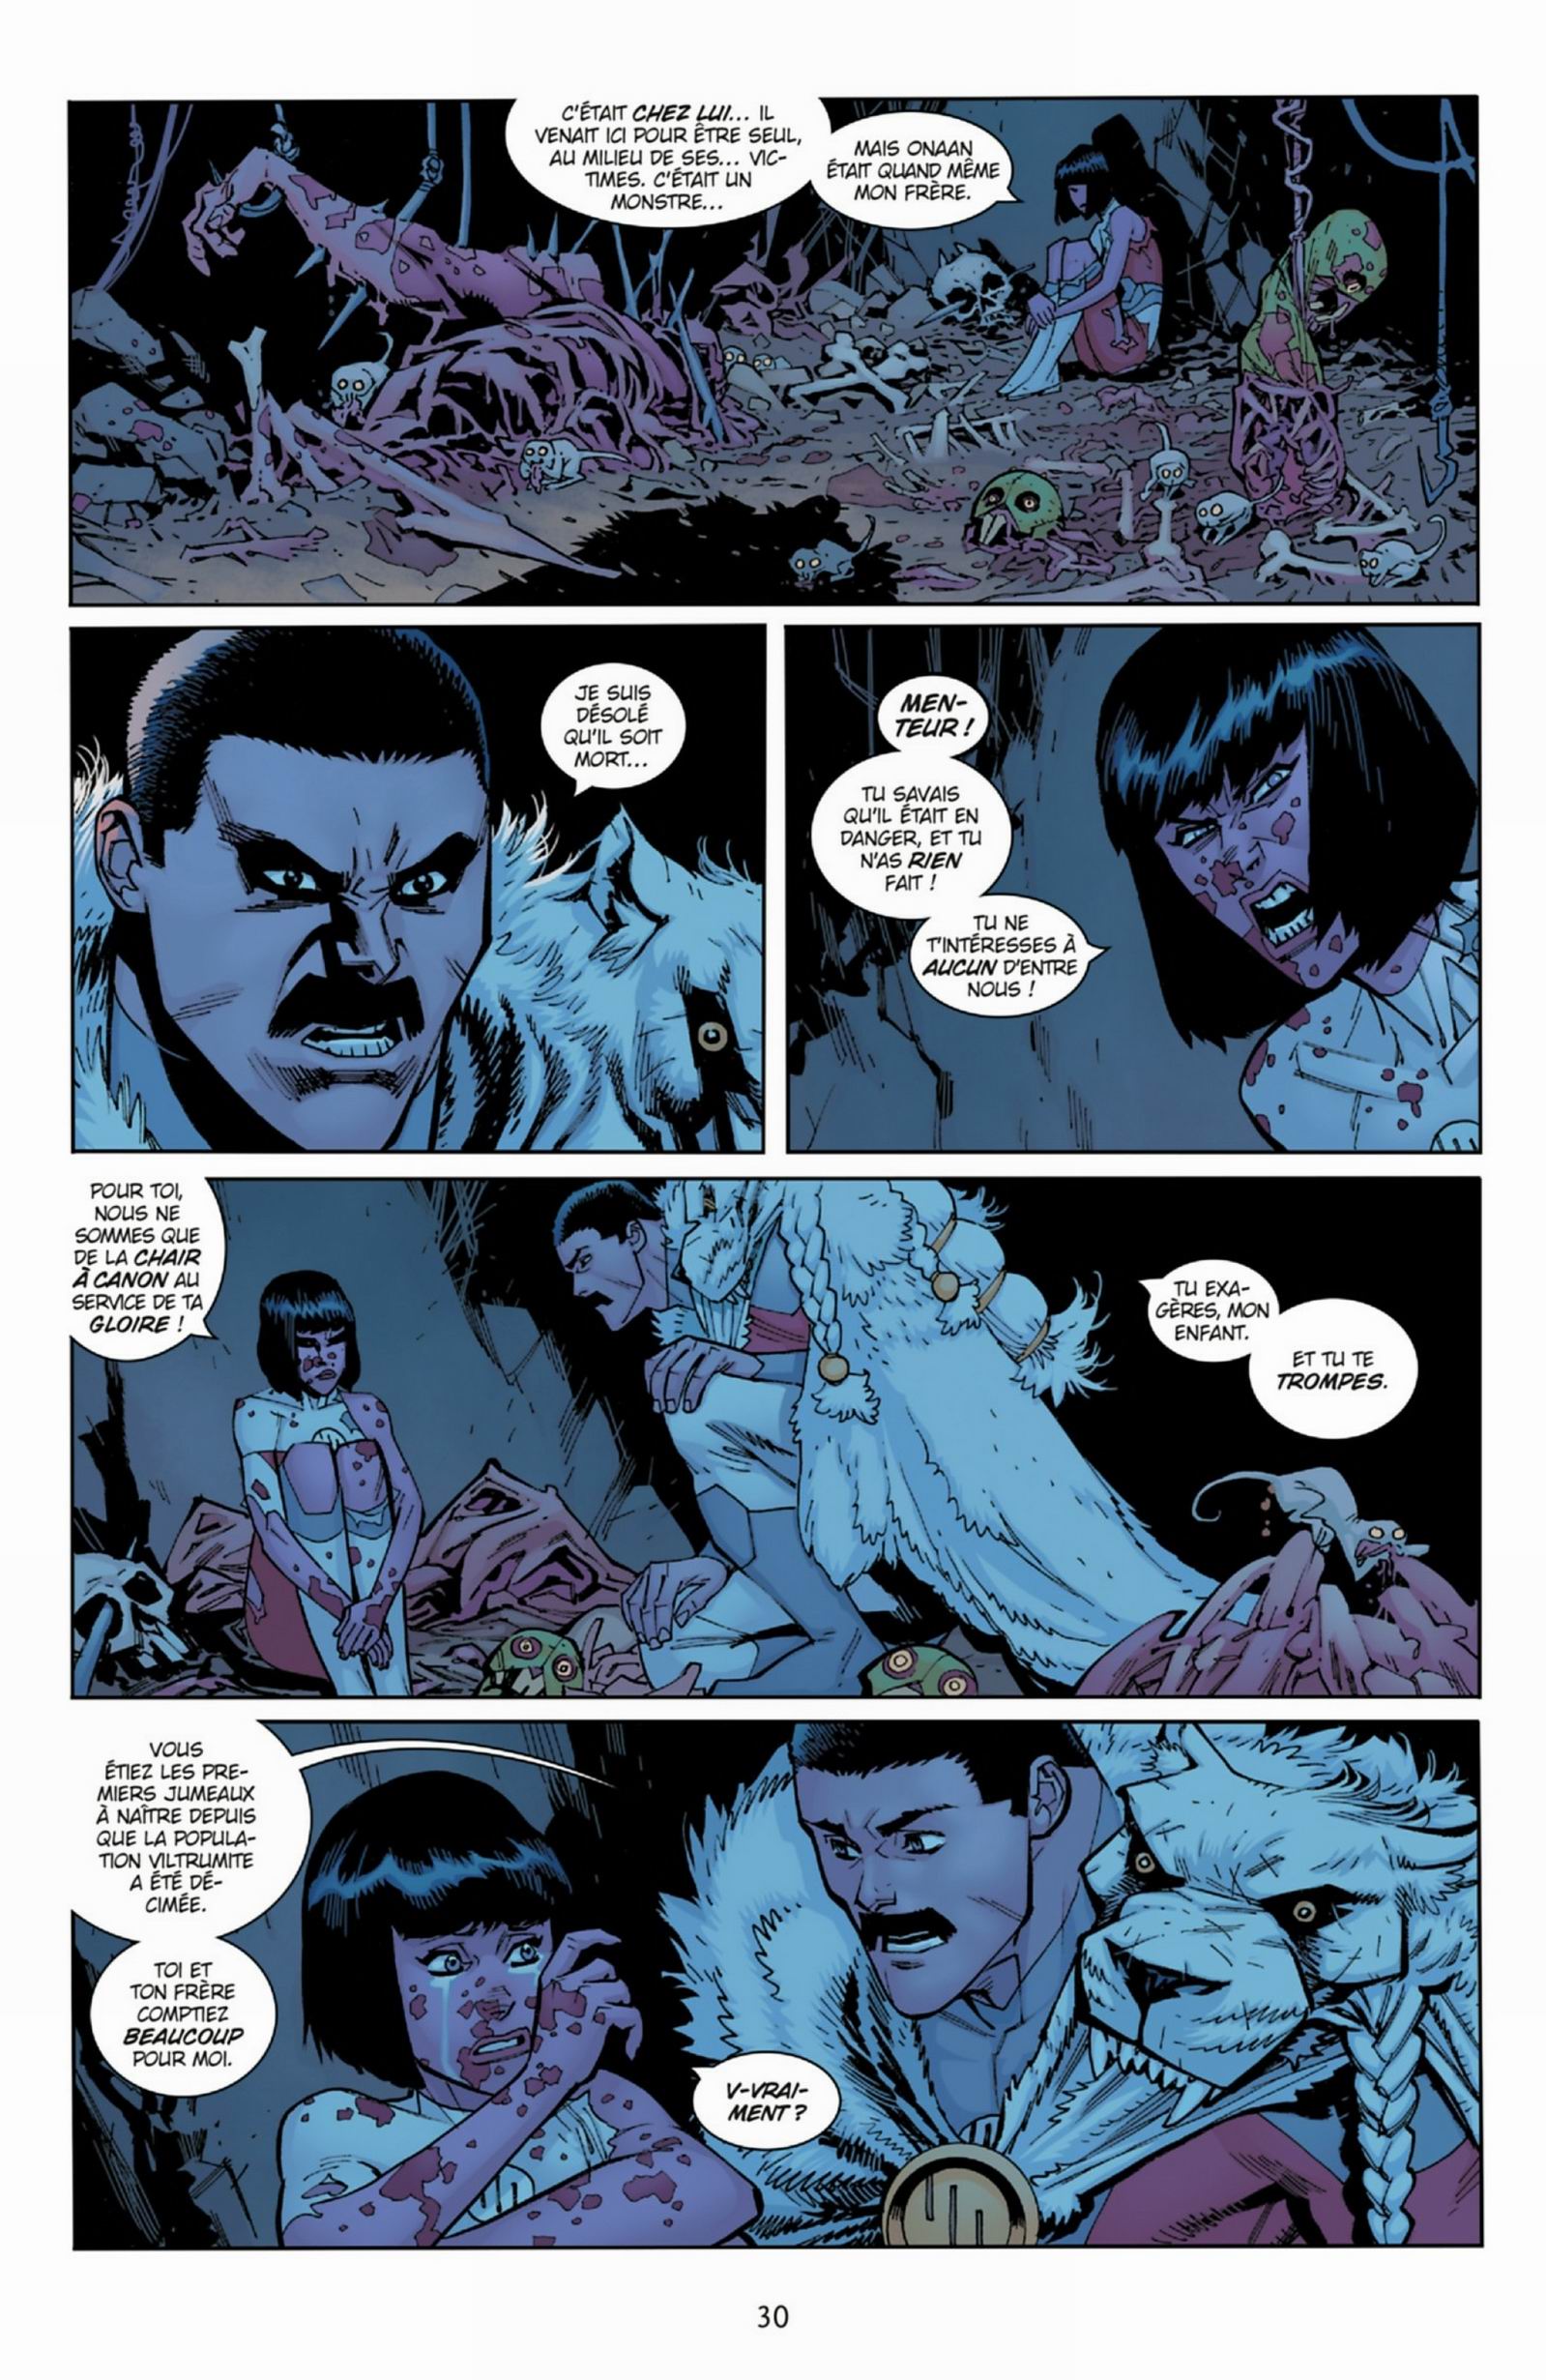 C'ÉTAIT CHEZ LUI... IL
VENAIT ICI POUR ÊTRE SEUL,
AU MILIEU DE SES... VIC-
TIMES. C'ÉTAIT UN
MONSTRE...
MAIS ONAAN
ÉTAIT QUAND MÊME
MON FRÈRE.
JE SUIS
DÉSOLÉ
QU'IL SOIT
MORT...
MEN-
TEUR !
TU SAVAIS
QU'IL ÉTAIT EN
DANGER, ET TU
N'AS RIEN
FAIT !
TU NE
T'INTÉRESSES À
AUCUN D'ENTRE
NOUS !
POUR TOI,
NOUS NE
SOMMES QUE
DE LA CHAIR
À CANON AU
SERVICE DE TA
GLOIRE !
TU EXA-
GÈRES, MON
ENFANT.
ET TU TE
TROMPES.
VOUS
ÉTIEZ LES PRE-
MIERS JUMEAUX
À NAÎTRE DEPUIS
QUE LA POPULA-
TION VILTRUMITE
A ÉTÉ DÉ-
CIMÉE.
TOI ET
TON FRÈRE
COMPTIEZ
BEAUCOUP
POUR MOI.
V-VRAI-
MENT ?
30